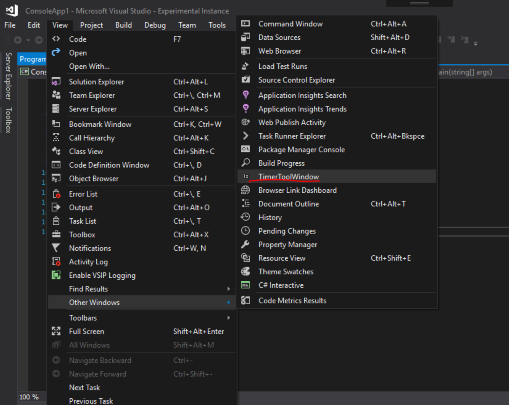 ConsoleApp1 - Microsoft Visual Studio - Experimental Instance
File Edit View Project Build Debug Team Tools
Server Explorer
Toolbox
Program
Cons
ain(string[] args)
Code F7
Open
Open With...
Solution Explorer Ctrl+Alt+L
Team Explorer Ctrl+\, Ctrl+M
Server Explorer Ctrl+Alt+S
Bookmark Window Ctrl+K, Ctrl+W
Call Hierarchy Ctrl+Alt+K
Class View Ctrl+Shift+C
Code Definition Window Ctrl+\, D
Object Browser Ctrl+Alt+J
Error List Ctrl+\, E
Output Ctrl+Alt+O
Task List Ctrl+\, T
Toolbox Ctrl+Alt+X
Notifications Ctrl+W, N
Activity Log
Enable VSIP Logging
Find Results
Other Windows
Toolbars
Full Screen Shift+Alt+Enter
All Windows Shift+Alt+M
Navigate Backward Ctrl+-
Navigate Forward Ctrl+Shift+-
Next Task
Previous Task
Command Window Ctrl+Alt+A
Data Sources Shift+Alt+D
Web Browser Ctrl+Alt+R
Load Test Runs
Source Control Explorer
Application Insights Search
Application Insights Trends
Web Publish Activity
Task Runner Explorer Ctrl+Alt+Bkspce
Package Manager Console
Build Progress
TimerToolWindow
Browser Link Dashboard
Document Outline Ctrl+Alt+T
History
Pending Changes
Property Manager
Resource View Ctrl+Shift+E
Theme Swatches
C# Interactive
Code Metrics Results
100 %